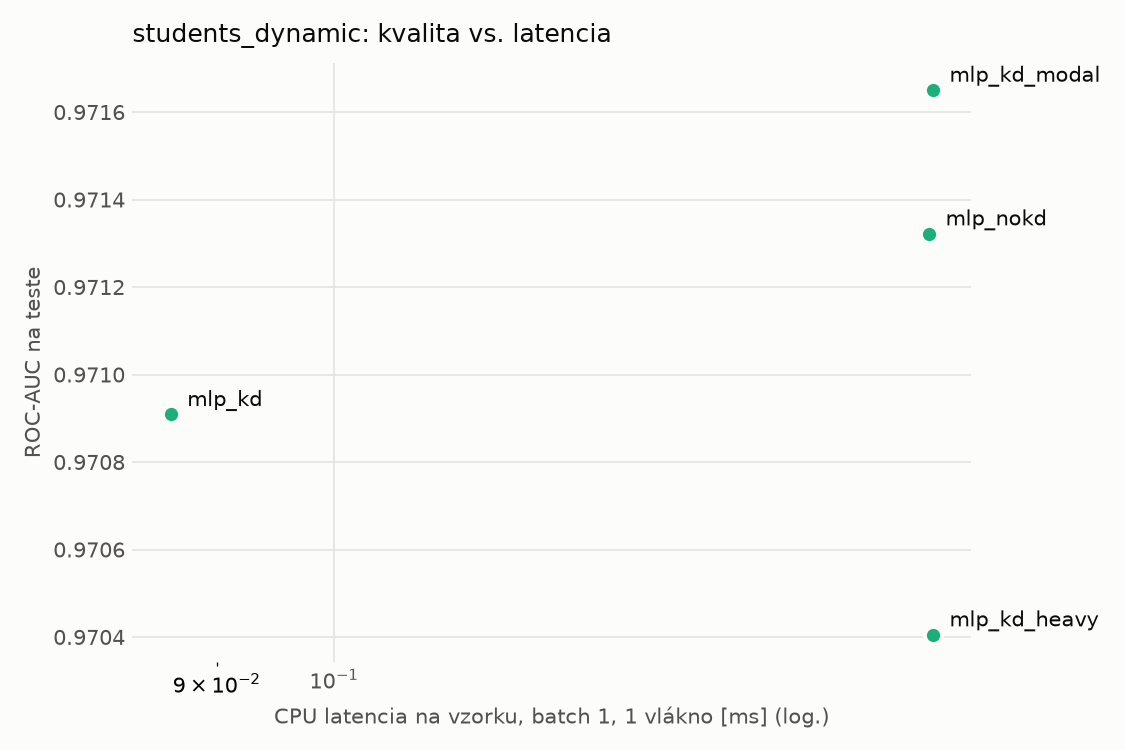 students_dynamic: kvalita vs. latencia
mlp_kd_modal
0.9716
0.9714
mlp_nokd
0.9712
0.9710
mlp_kd
0.9708
0.9706
mlp_kd_heavy
0.9704
ROC-AUC na teste
9 × 10⁻²
10⁻¹
CPU latencia na vzorku, batch 1, 1 vlákno [ms] (log.)